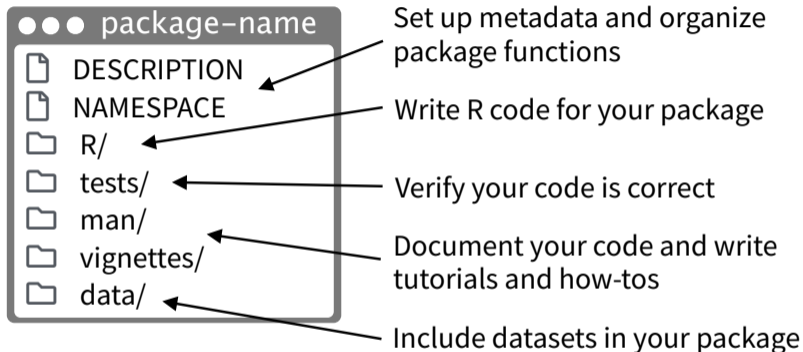 package-name
DESCRIPTION
NAMESPACE
R/
tests/
man/
vignettes/
data/
Set up metadata and organize
package functions
Write R code for your package
Verify your code is correct
Document your code and write
tutorials and how-tos
Include datasets in your package